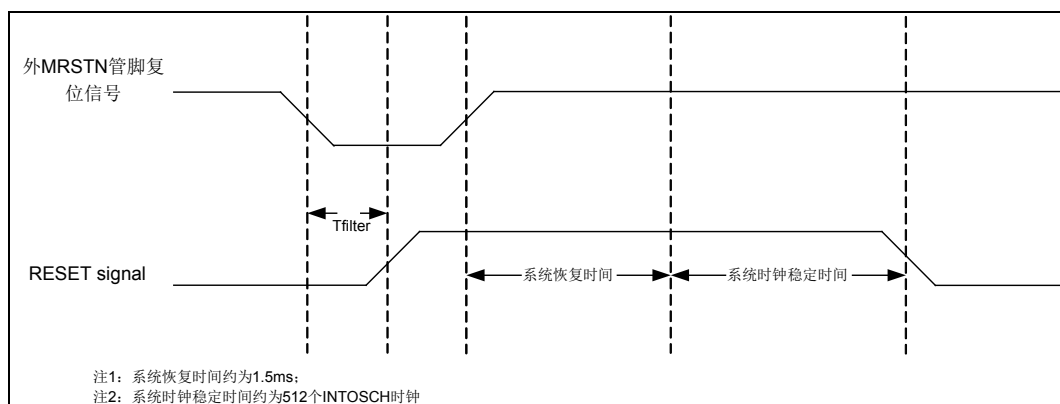 外MRSTN管脚复
位信号
Tfilter
RESET signal
系统恢复时间
系统时钟稳定时间
注1：系统恢复时间约为1.5ms;
注2：系统时钟稳定时间约为512个INTOSCH时钟